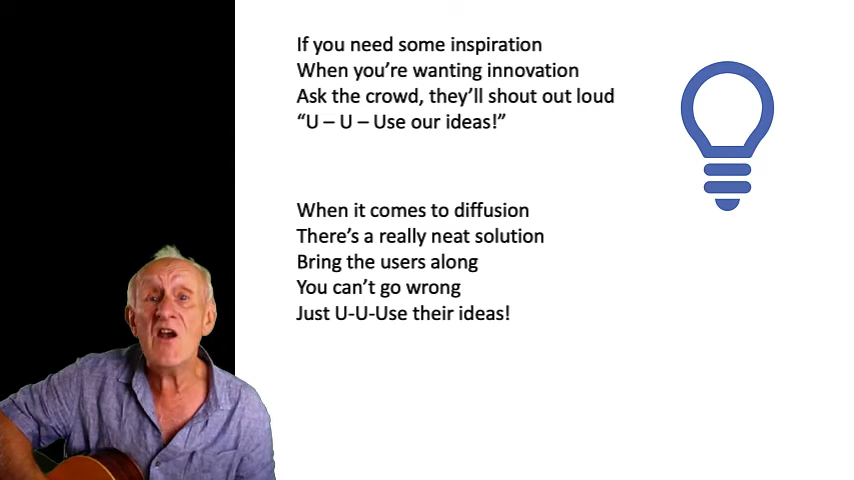 If you need some inspiration
When you’re wanting innovation
Ask the crowd, they’ll shout out loud
“U – U – Use our ideas!”
When it comes to diffusion
There’s a really neat solution
Bring the users along
You can’t go wrong
Just U-U-Use their ideas!